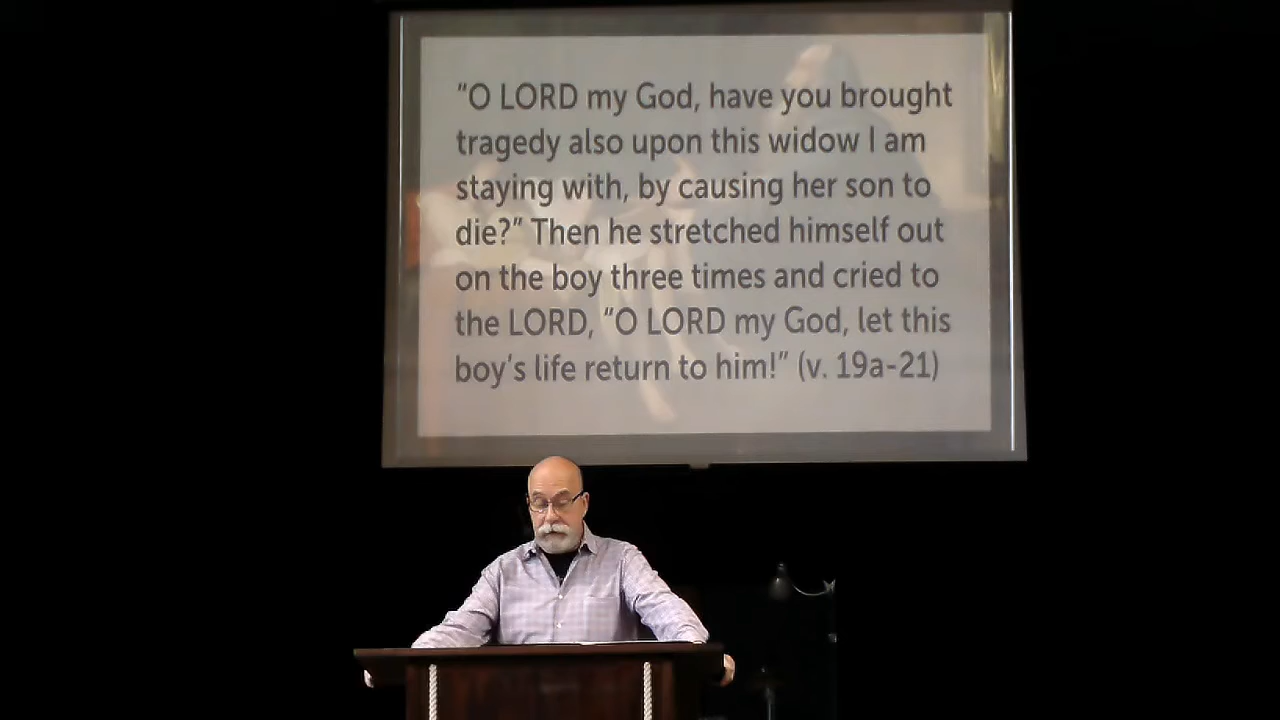 “O LORD my God, have you brought
tragedy also upon this widow I am
staying with, by causing her son to
die?” Then he stretched himself out
on the boy three times and cried to
the LORD, “O LORD my God, let this
boy’s life return to him!” (v. 19a-21)